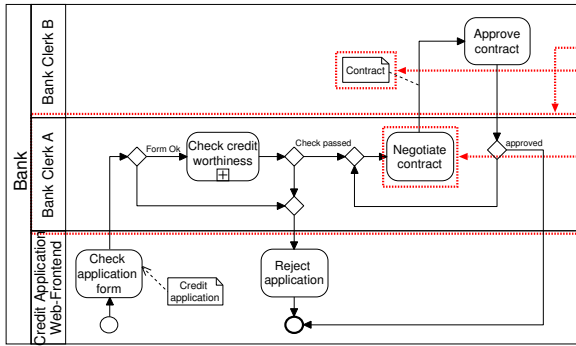 Bank
Bank Clerk B
Approve
contract
Contract
Bank Clerk A
Form Ok
Check credit
worthiness
Check passed
Negotiate
contract
approved
Credit Application
Web-Frontend
Check
application
form
Credit
application
Reject
application